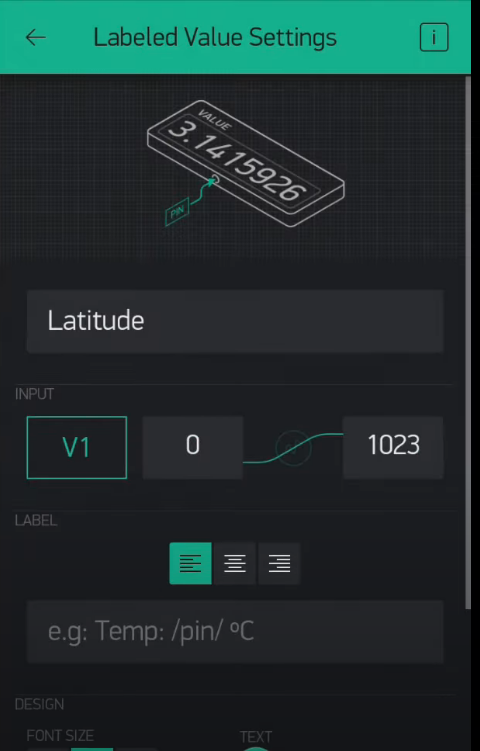 Labeled Value Settings
i
VALUE
3.1415926
PIN
Latitude
INPUT
V1 0 1023
LABEL
e.g: Temp: /pin/ ºC
DESIGN
FONT SIZE TEXT